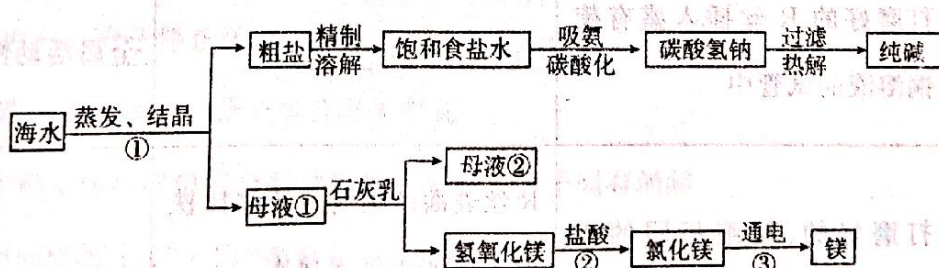 粗盐 精制 溶解 饱和食盐水 吸氨 碳酸化 碳酸氢钠 过滤 热解 纯碱
海水 蒸发、结晶 ①
母液① 石灰乳 母液②
氢氧化镁 盐酸 ② 氯化镁 通电 ③ 镁